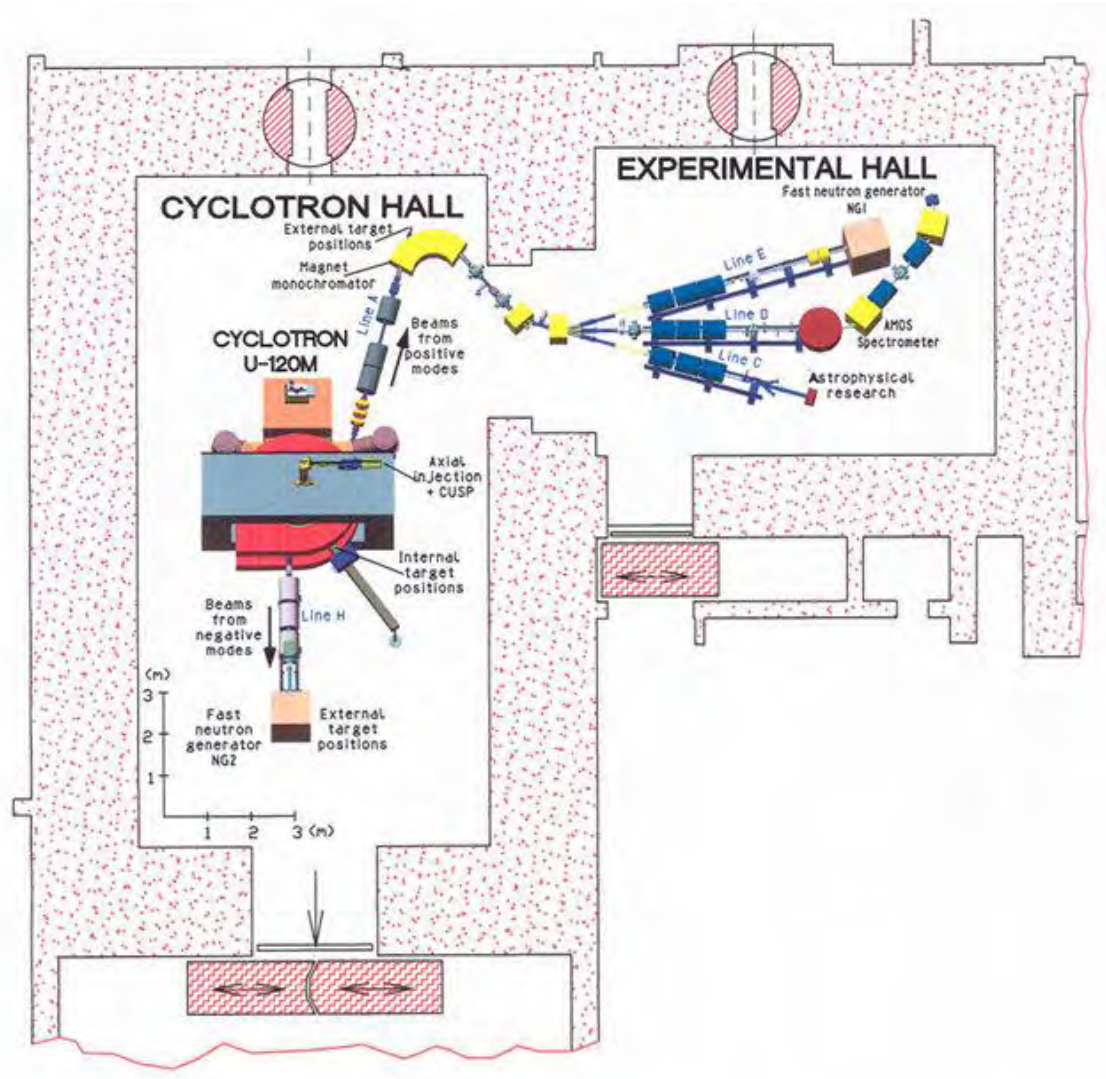 EXPERIMENTAL HALL
Fast neutron generator
NG1
CYCLOTRON HALL
External target
positions
Magnet
monochromator
Line A
Line E
Line D
Line C
AMOS
Spectrometer
Astrophysical
research
CYCLOTRON
U-120M
Beams
from
positive
modes
Axial
injection
+ CUSP
Internal
target
positions
Beams
from
negative
modes
Line H
(m)
3
2
1
Fast
neutron
generator
NG2
External
target
positions
1 2 3 (m)